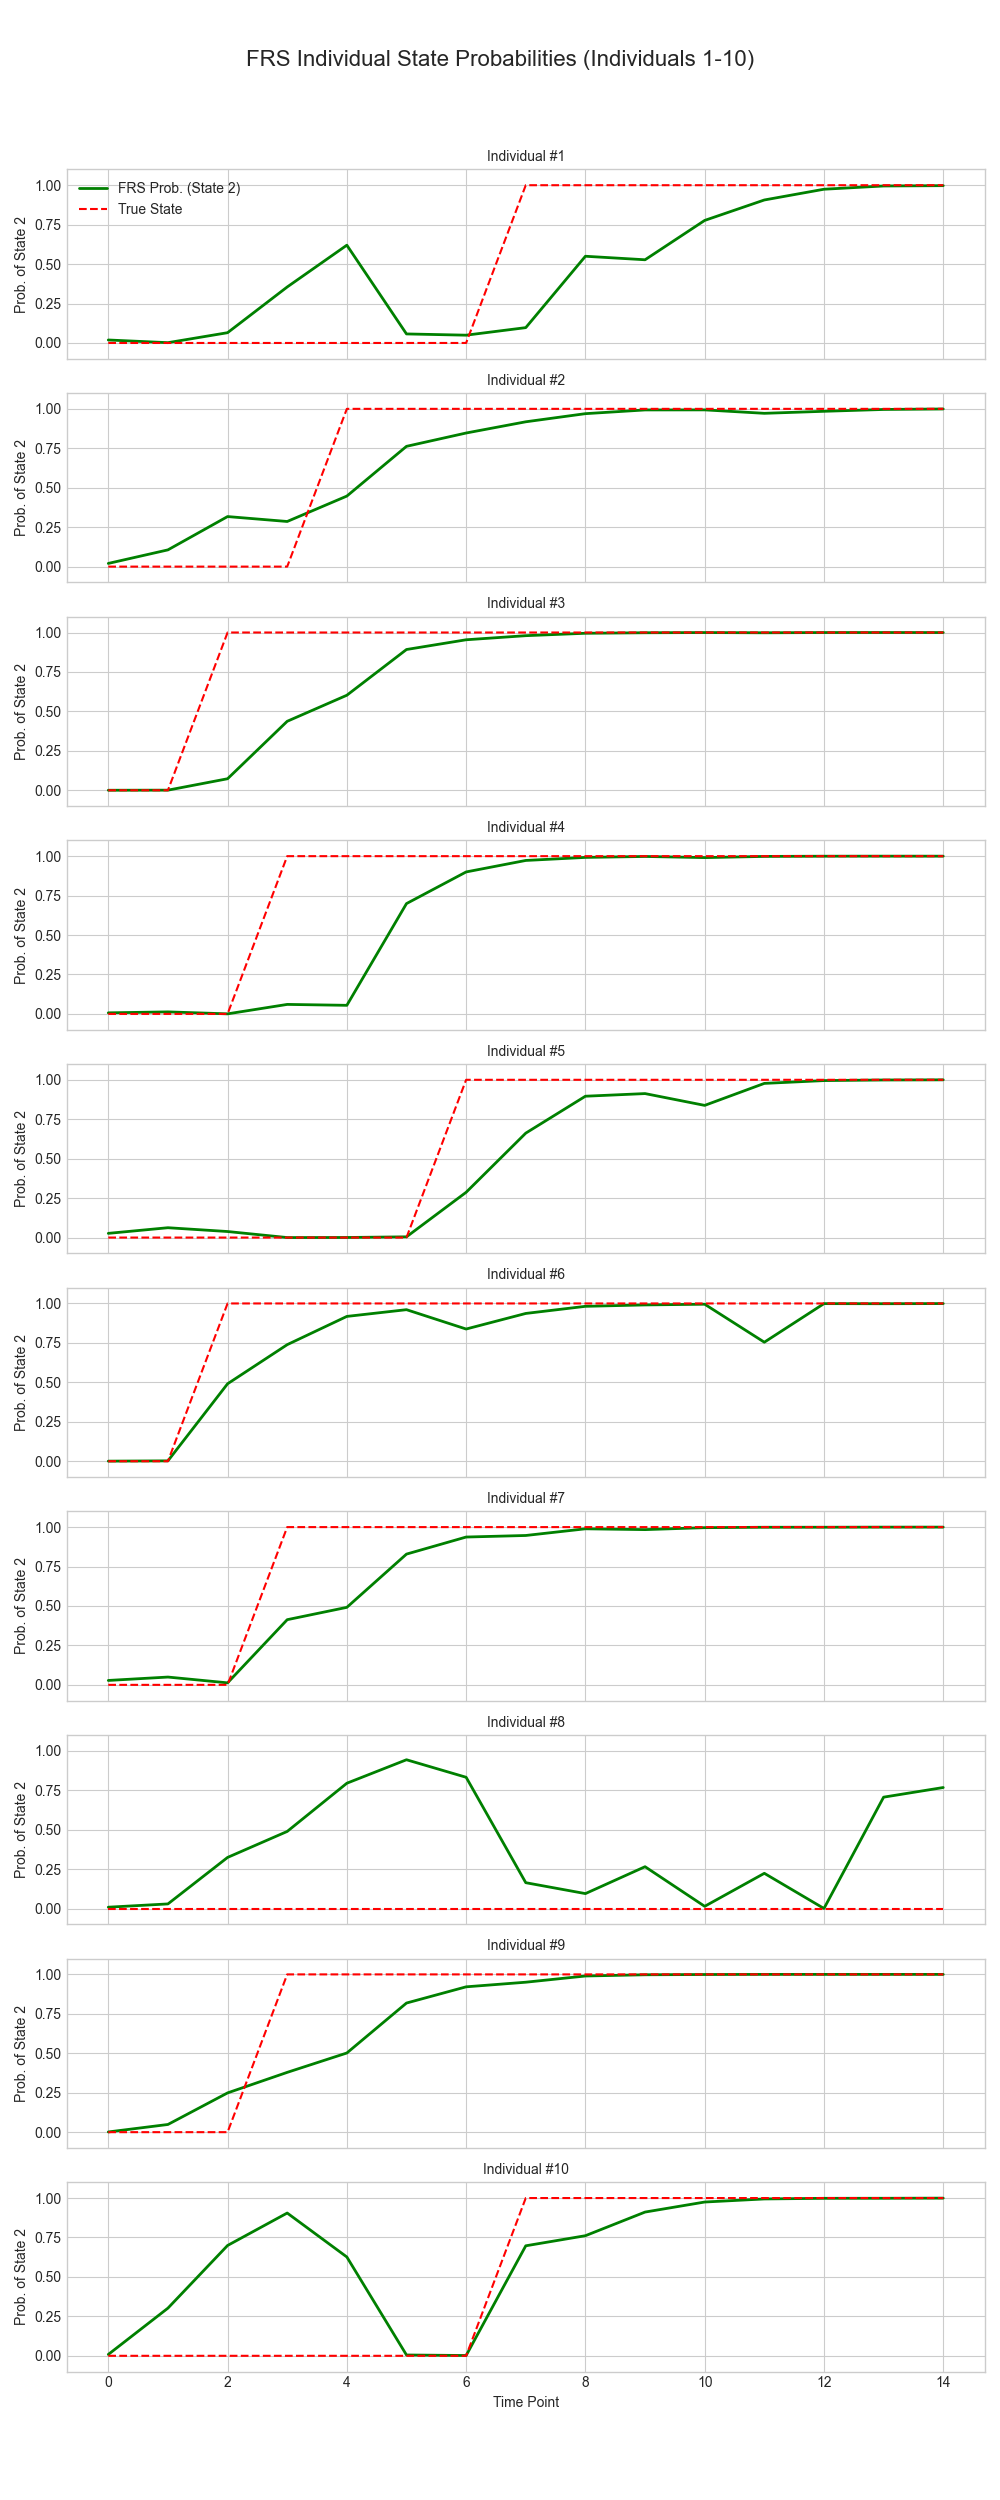 FRS Individual State Probabilities (Individuals 1-10)
Individual #1
FRS Prob. (State 2)
True State
Prob. of State 2
1.00
0.75
0.50
0.25
0.00
Individual #2
Prob. of State 2
1.00
0.75
0.50
0.25
0.00
Individual #3
Prob. of State 2
1.00
0.75
0.50
0.25
0.00
Individual #4
Prob. of State 2
1.00
0.75
0.50
0.25
0.00
Individual #5
Prob. of State 2
1.00
0.75
0.50
0.25
0.00
Individual #6
Prob. of State 2
1.00
0.75
0.50
0.25
0.00
Individual #7
Prob. of State 2
1.00
0.75
0.50
0.25
0.00
Individual #8
Prob. of State 2
1.00
0.75
0.50
0.25
0.00
Individual #9
Prob. of State 2
1.00
0.75
0.50
0.25
0.00
Individual #10
Prob. of State 2
1.00
0.75
0.50
0.25
0.00
0 2 4 6 8 10 12 14
Time Point